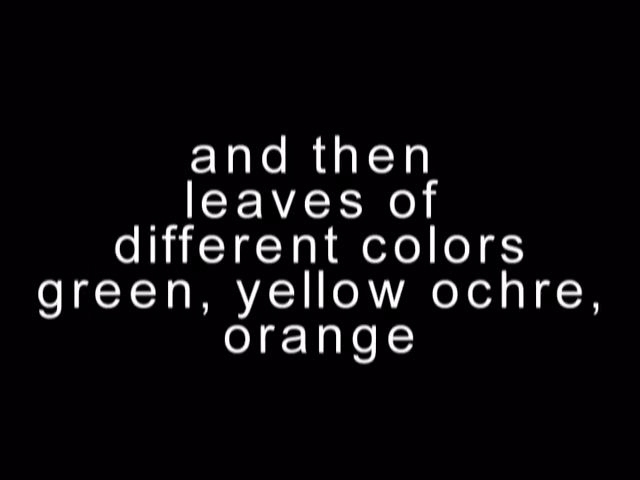 and then
leaves of
different colors
green, yellow ochre,
orange